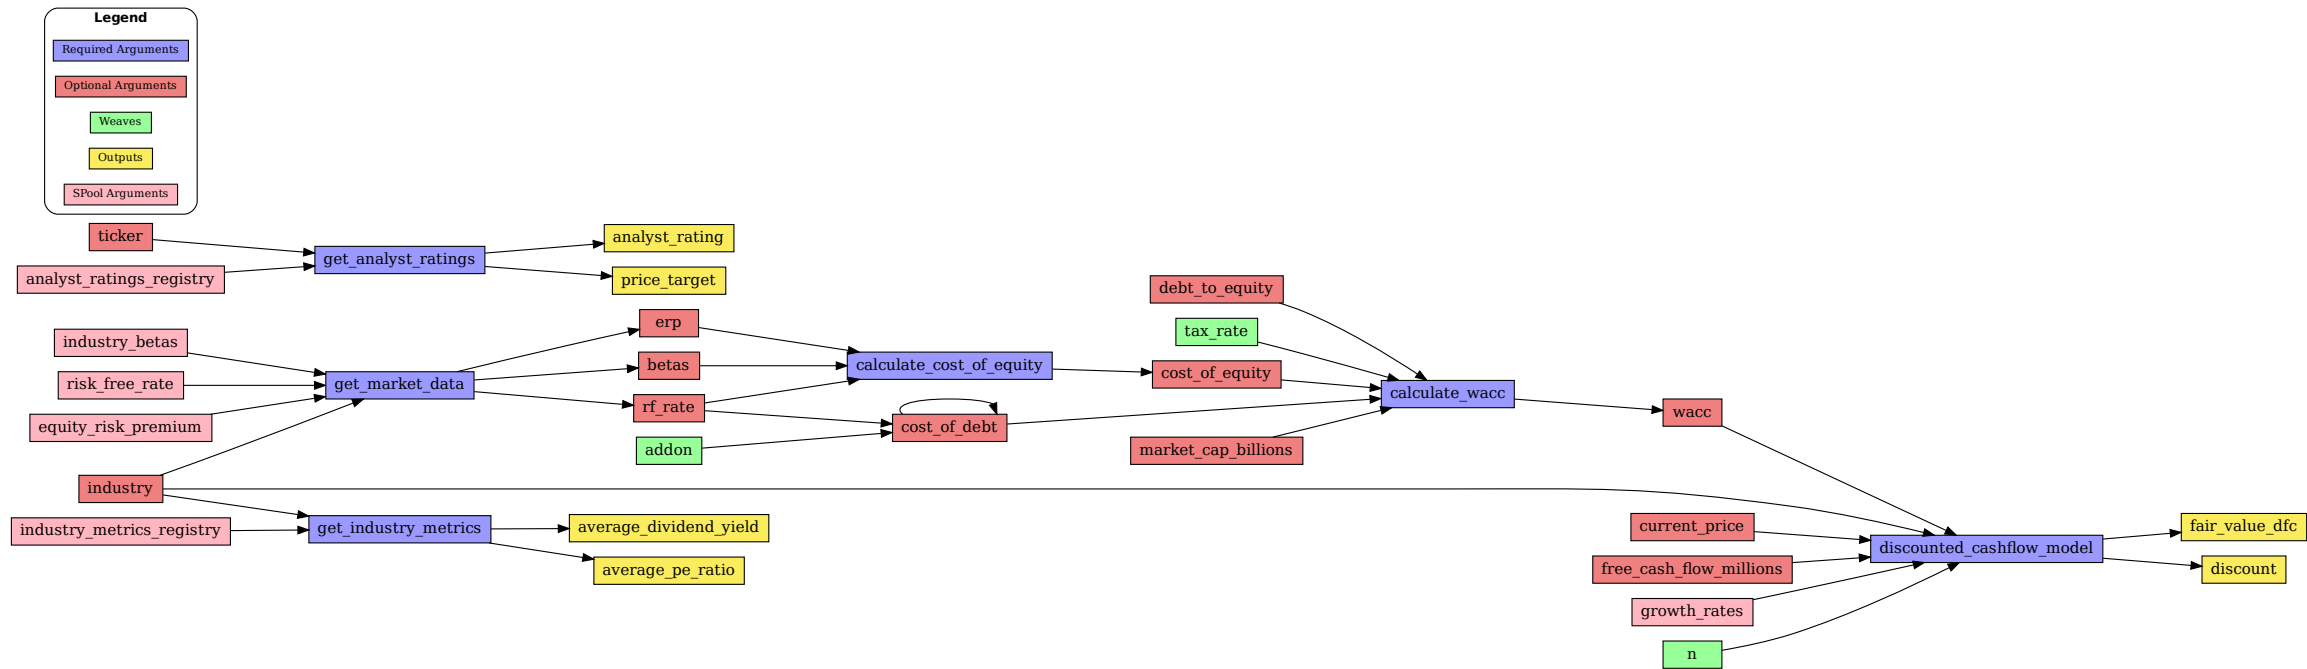 Legend
Required Arguments
Optional Arguments
Weaves
Outputs
SPool Arguments
ticker
analyst_ratings_registry
get_analyst_ratings
analyst_rating
price_target
industry_betas
risk_free_rate
equity_risk_premium
get_market_data
erp
betas
rf_rate
addon
calculate_cost_of_equity
cost_of_debt
debt_to_equity
tax_rate
cost_of_equity
market_cap_billions
calculate_wacc
wacc
industry
industry_metrics_registry
get_industry_metrics
average_dividend_yield
average_pe_ratio
current_price
free_cash_flow_millions
growth_rates
n
discounted_cashflow_model
fair_value_dfc
discount